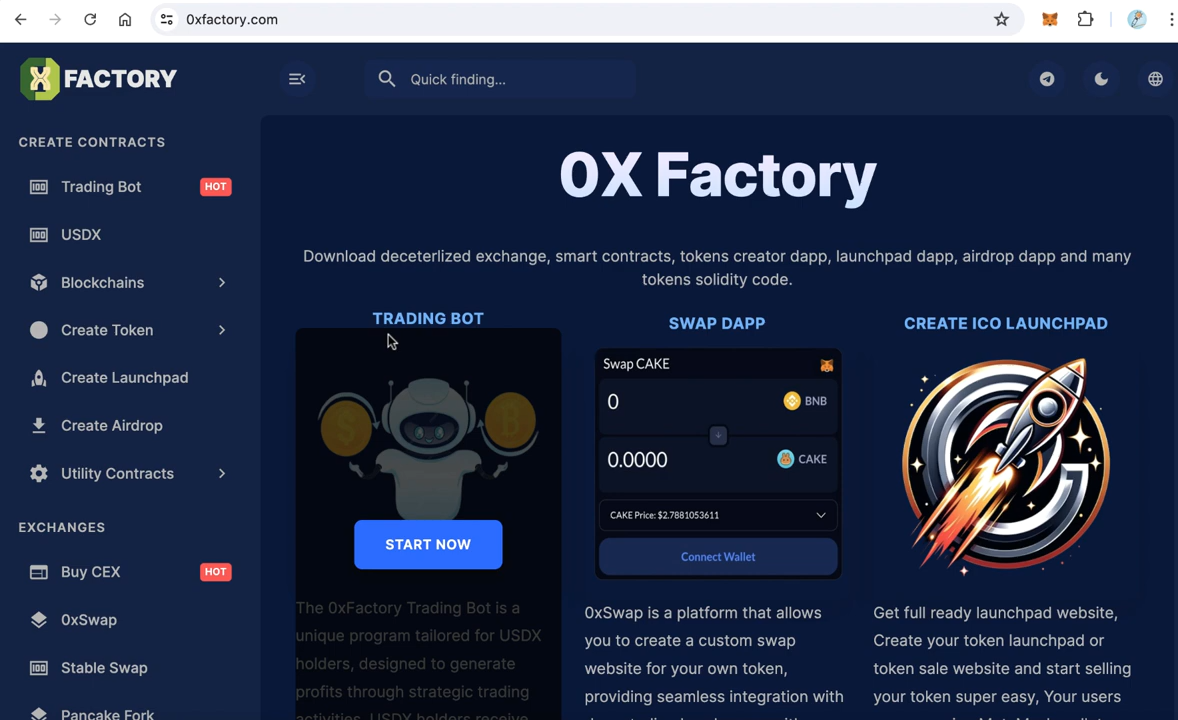 0xfactory.com
FACTORY
Quick finding...
CREATE CONTRACTS
Trading Bot
HOT
USDX
Blockchains
Create Token
Create Launchpad
Create Airdrop
Utility Contracts
EXCHANGES
Buy CEX
HOT
0xSwap
Stable Swap
Pancake Fork
0X Factory
Download deceterlized exchange, smart contracts, tokens creator dapp, launchpad dapp, airdrop dapp and many
tokens solidity code.
TRADING BOT
START NOW
The 0xFactory Trading Bot is a
unique program tailored for USDX
holders, designed to generate
profits through strategic trading
activities. USDX holders receive
SWAP DAPP
Swap CAKE
0
BNB
0.0000
CAKE
CAKE Price: $2.7881053611
Connect Wallet
0xSwap is a platform that allows
you to create a custom swap
website for your own token,
providing seamless integration with
CREATE ICO LAUNCHPAD
Get full ready launchpad website,
Create your token launchpad or
token sale website and start selling
your token super easy, Your users